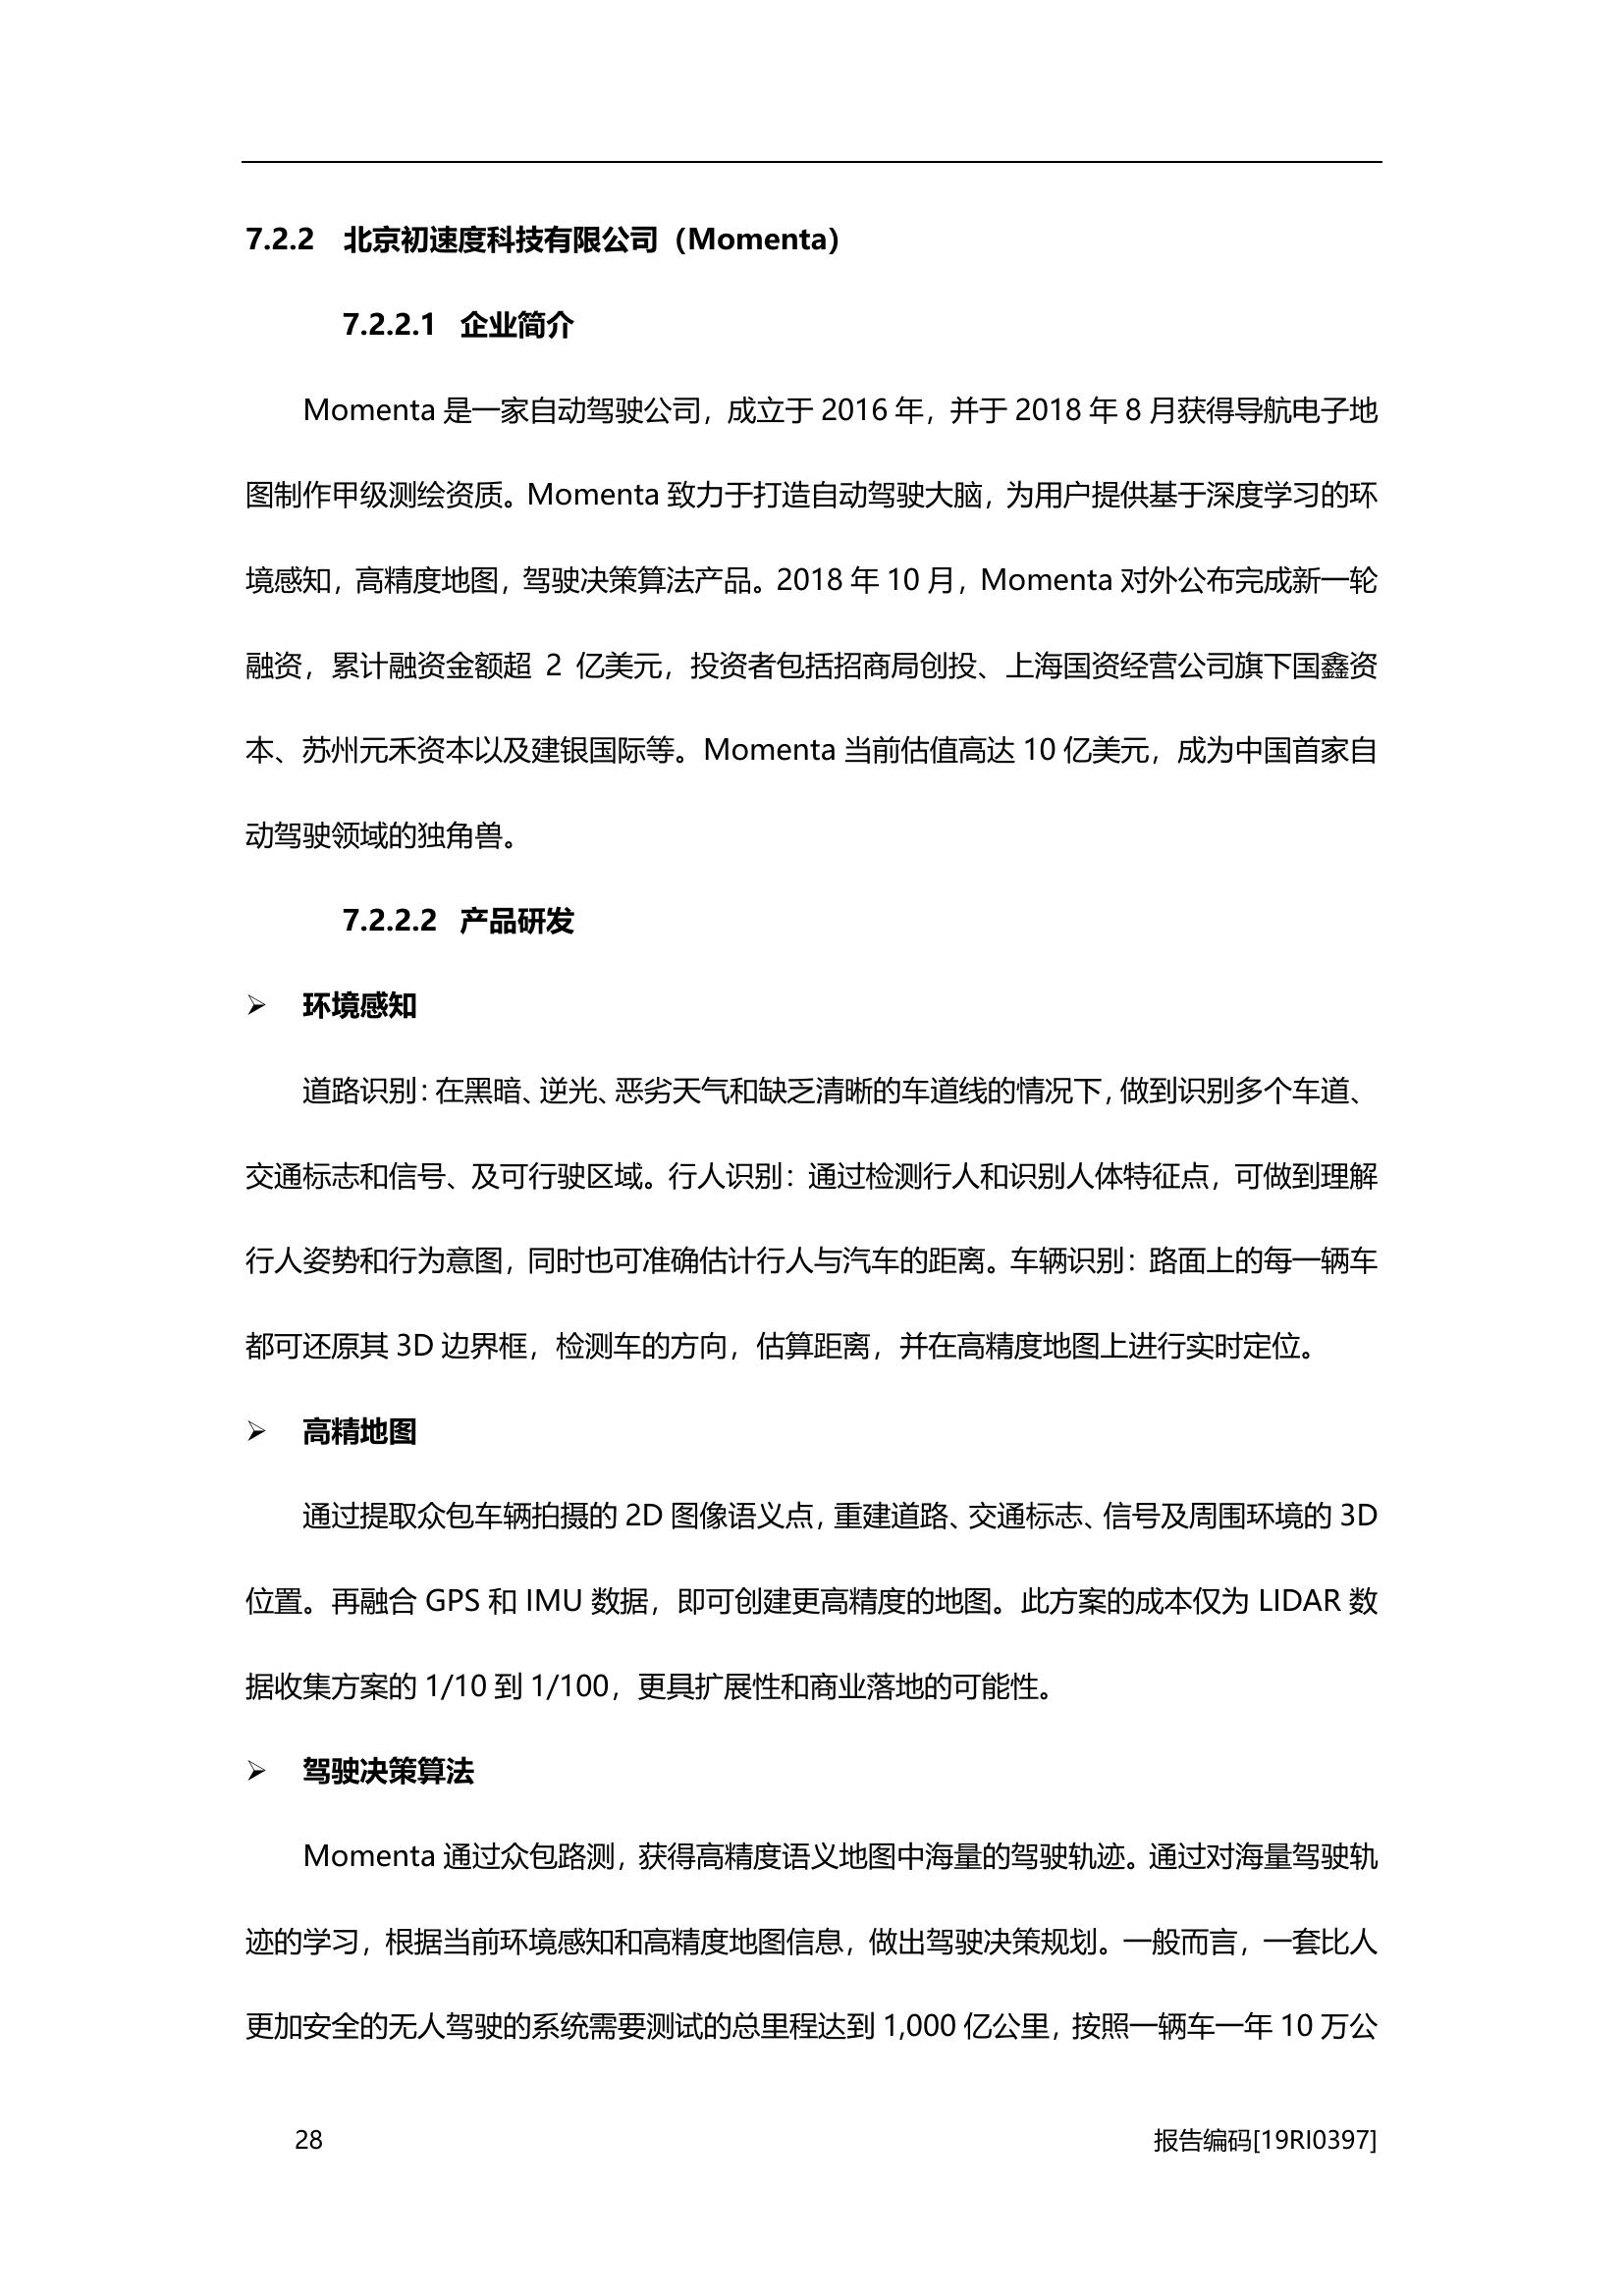 7.2.2 北京初速度科技有限公司（Momenta）
7.2.2.1 企业简介
Momenta 是一家自动驾驶公司，成立于 2016 年，并于 2018 年 8 月获得导航电子地
图制作甲级测绘资质。Momenta 致力于打造自动驾驶大脑，为用户提供基于深度学习的环
境感知，高精度地图，驾驶决策算法产品。2018 年 10 月，Momenta 对外公布完成新一轮
融资，累计融资金额超 2 亿美元，投资者包括招商局创投、上海国资经营公司旗下国鑫资
本、苏州元禾资本以及建银国际等。Momenta 当前估值高达 10 亿美元，成为中国首家自
动驾驶领域的独角兽。
7.2.2.2 产品研发
➢ 环境感知
道路识别：在黑暗、逆光、恶劣天气和缺乏清晰的车道线的情况下，做到识别多个车道、
交通标志和信号、及可行驶区域。行人识别：通过检测行人和识别人体特征点，可做到理解
行人姿势和行为意图，同时也可准确估计行人与汽车的距离。车辆识别：路面上的每一辆车
都可还原其 3D 边界框，检测车的方向，估算距离，并在高精度地图上进行实时定位。
➢ 高精地图
通过提取众包车辆拍摄的 2D 图像语义点，重建道路、交通标志、信号及周围环境的 3D
位置。再融合 GPS 和 IMU 数据，即可创建更高精度的地图。此方案的成本仅为 LIDAR 数
据收集方案的 1/10 到 1/100，更具扩展性和商业落地的可能性。
➢ 驾驶决策算法
Momenta 通过众包路测，获得高精度语义地图中海量的驾驶轨迹。通过对海量驾驶轨
迹的学习，根据当前环境感知和高精度地图信息，做出驾驶决策规划。一般而言，一套比人
更加安全的无人驾驶的系统需要测试的总里程达到 1,000 亿公里，按照一辆车一年 10 万公
28 报告编码[19RI0397]